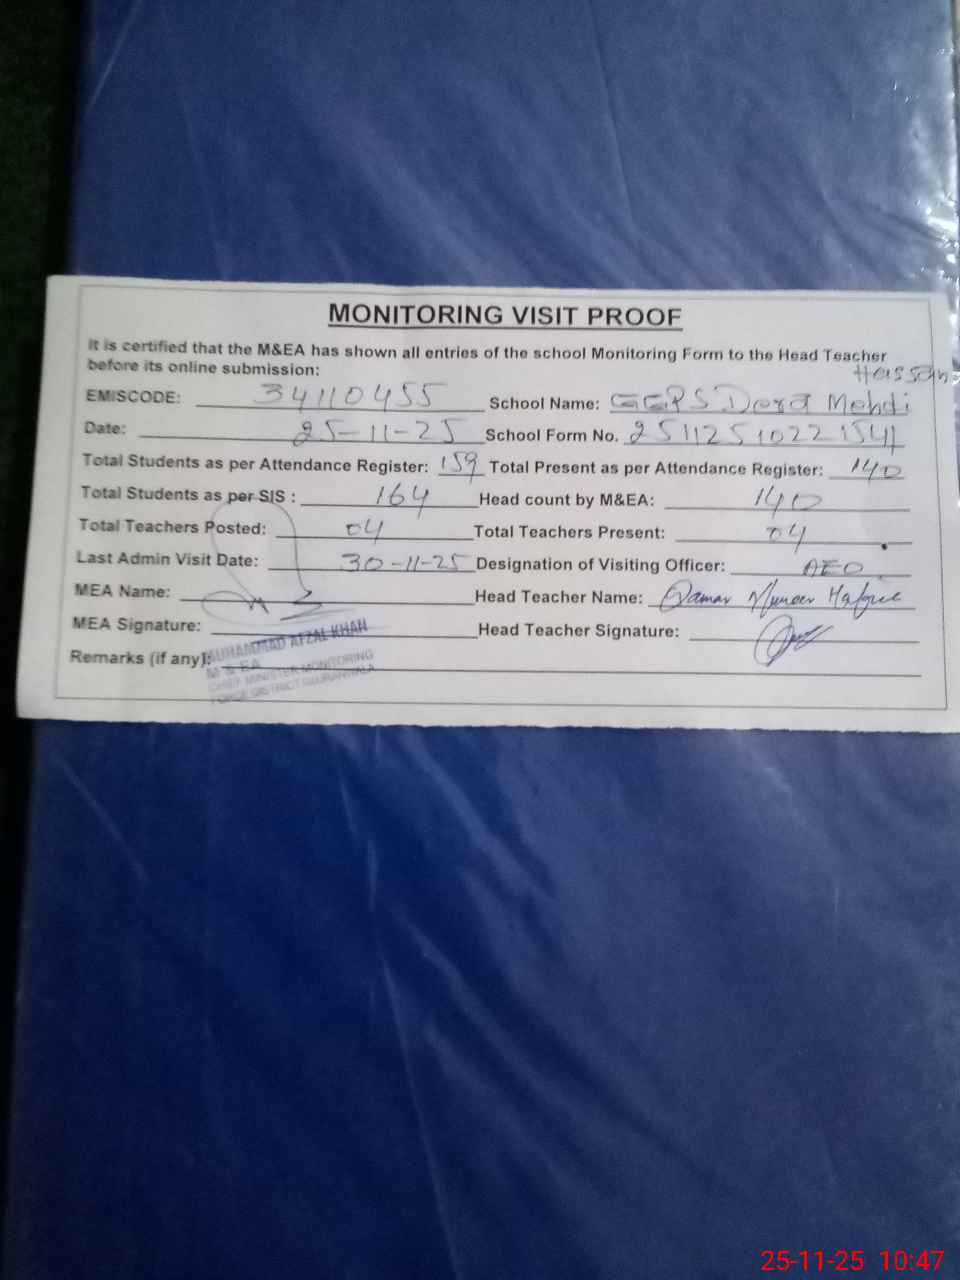 MONITORING VISIT PROOF
It is certified that the M&EA has shown all entries of the school Monitoring Form to the Head Teacher
before its online submission:
Hassan
EMISCODE: 34110455 School Name: GGPS Dera Mehdi
Date: 25-11-25 School Form No. 25112510221541
Total Students as per Attendance Register: 159 Total Present as per Attendance Register: 140
Total Students as per SIS : 164 Head count by M&EA: 140
Total Teachers Posted: 04 Total Teachers Present: 04
Last Admin Visit Date: 30-11-25 Designation of Visiting Officer: AEO
MEA Name: Head Teacher Name: Qamar
MEA Signature: Head Teacher Signature:
Remarks (if any):
MUHAMMAD AFZAL KHAN
M & EA
CHIEF MINISTER MONITORING
FORCE DISTRICT GUJRANWALA
25-11-25 10:47